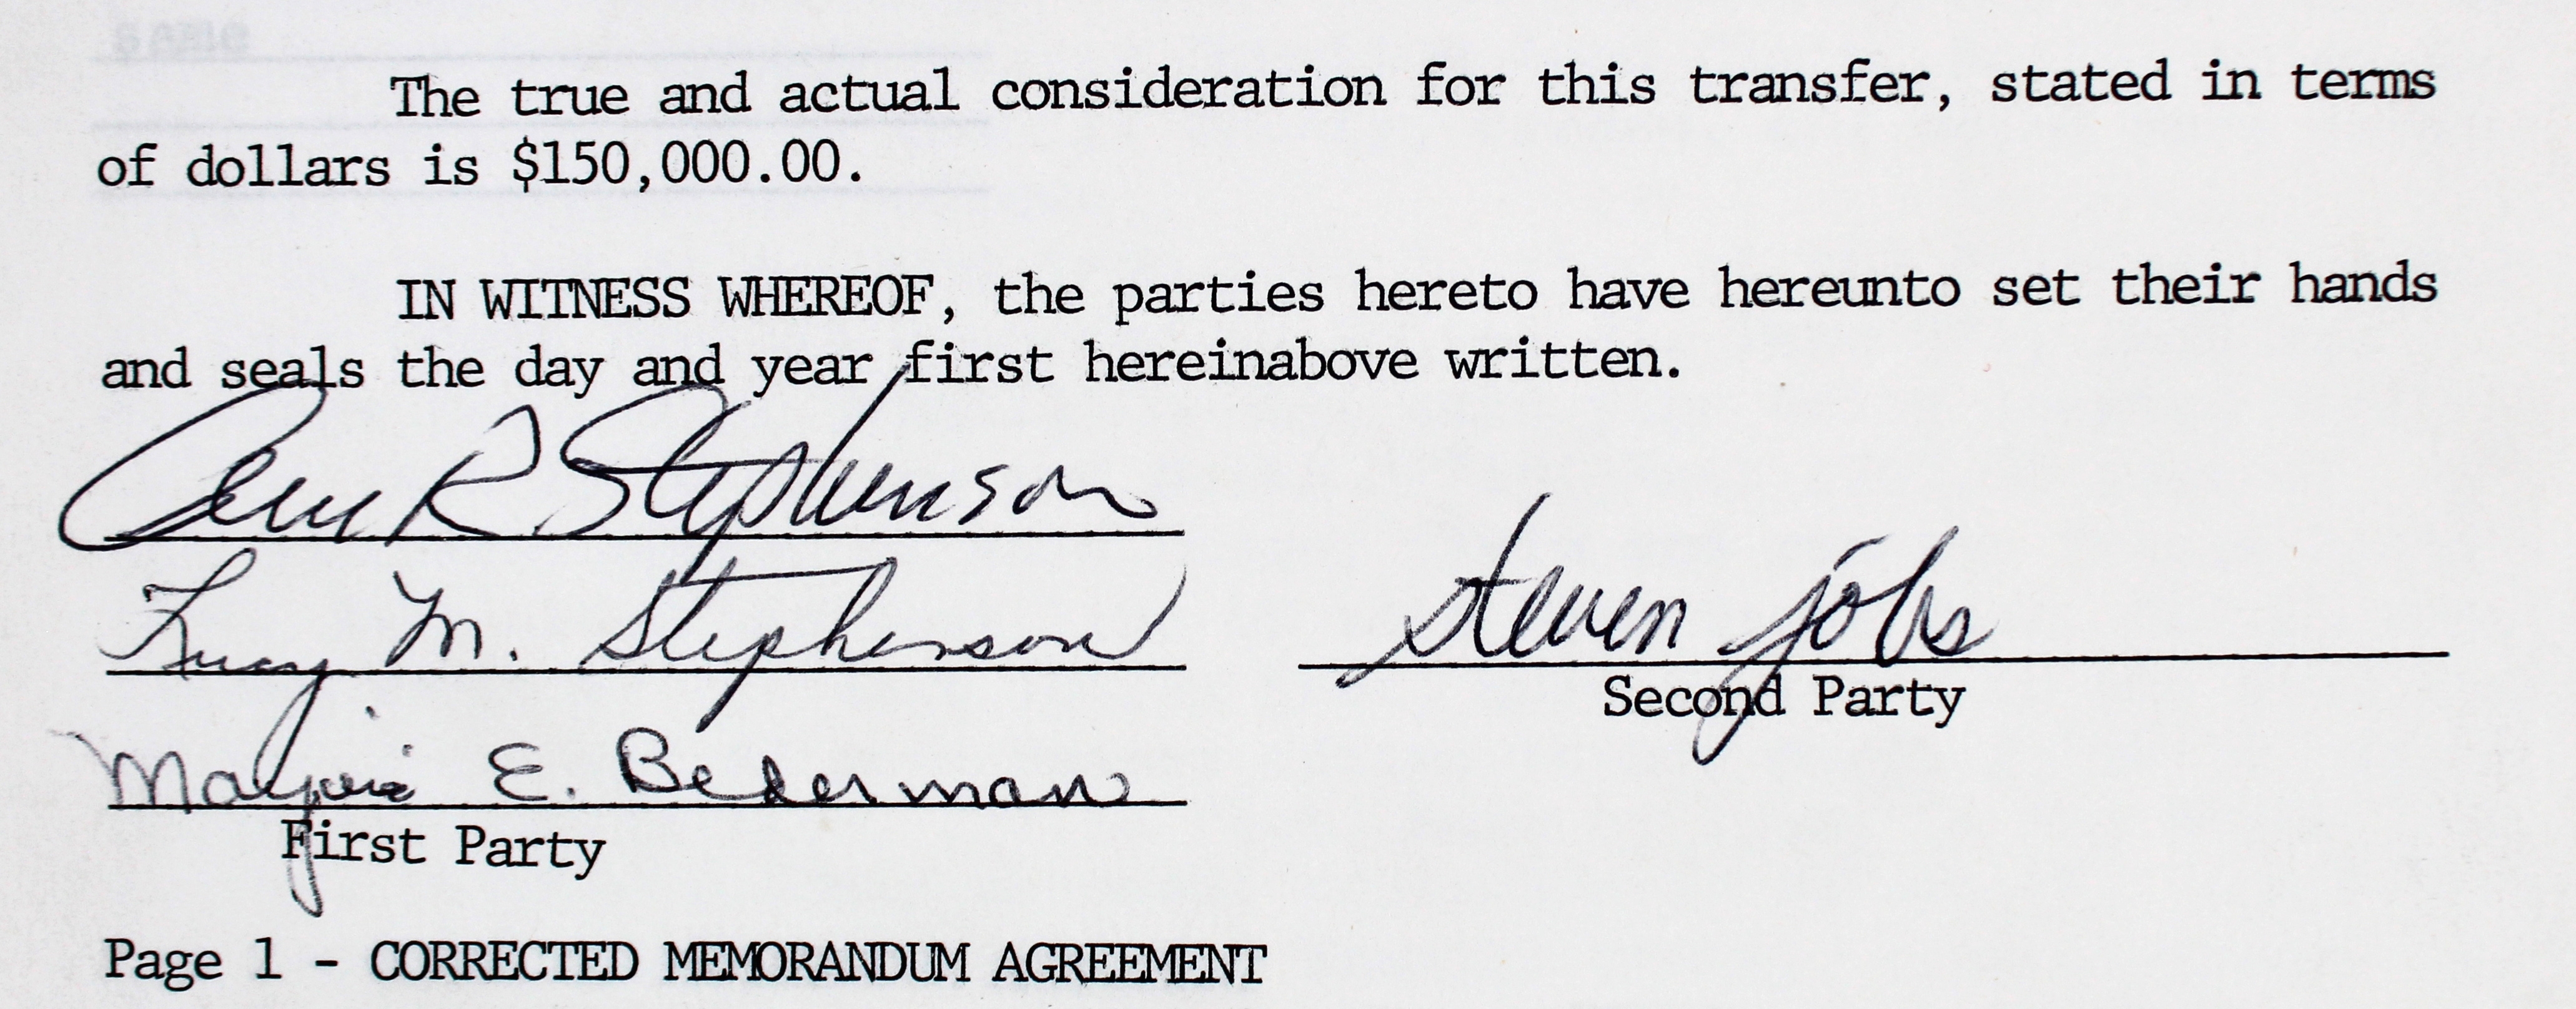 The true and actual consideration for this transfer, stated in terms
of dollars is $150,000.00.
IN WITNESS WHEREOF, the parties hereto have hereunto set their hands
and seals the day and year first hereinabove written.
R Stephenson
Lucy M. Stephenson
steven jobs
Second Party
Marjorie E. Bederman
First Party
Page 1 - CORRECTED MEMORANDUM AGREEMENT